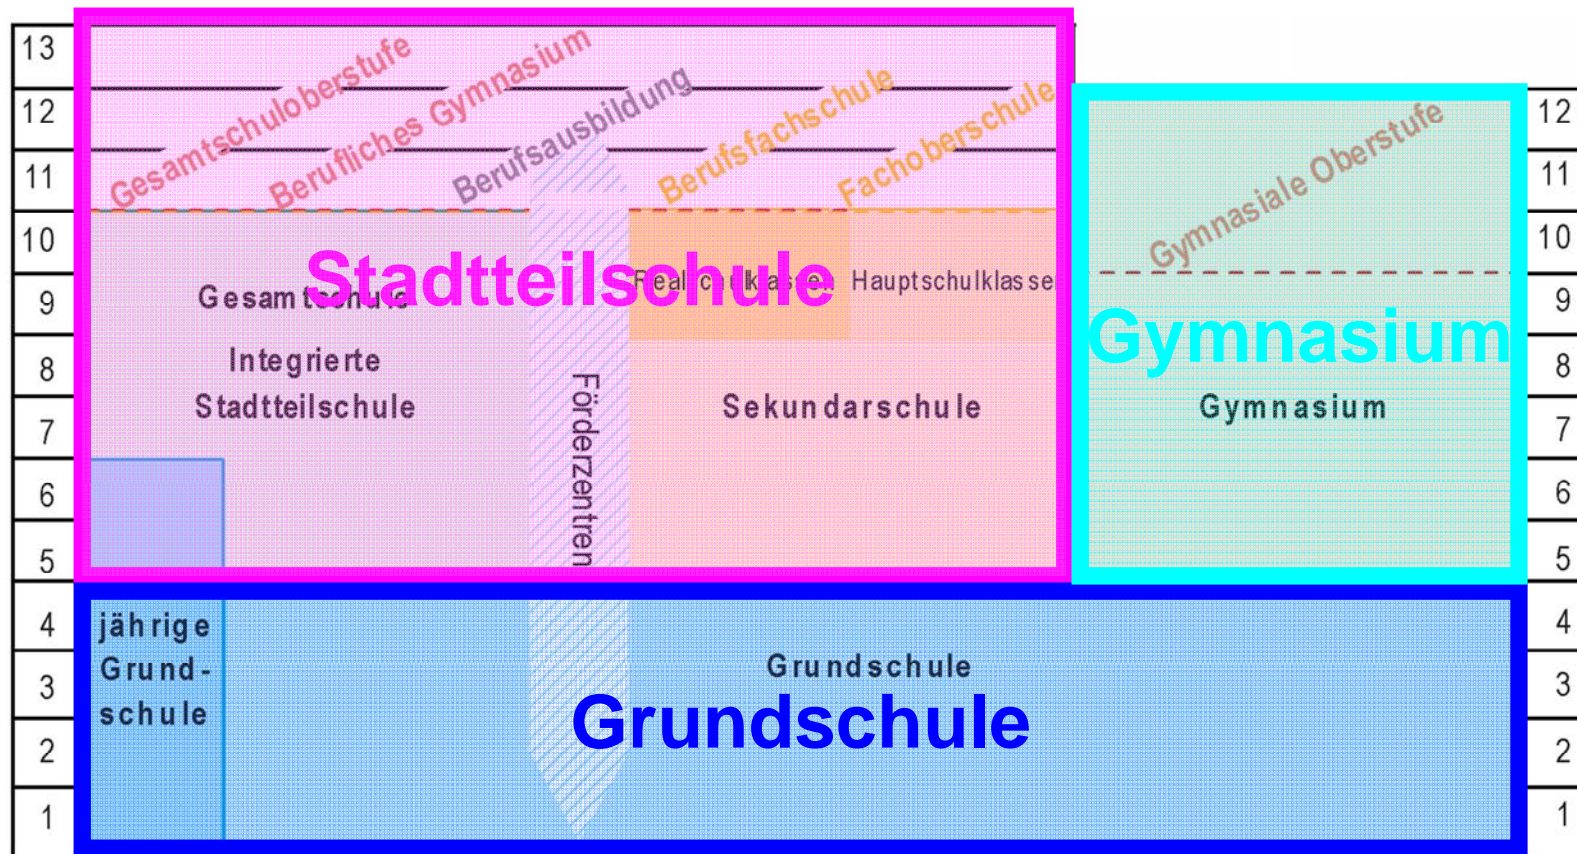 13
12
11
10
9
8
7
6
5
4
3
2
1
Gesamtschuloberstufe
Berufliches Gymnasium
Berufsausbildung
Berufsfachschule
Fachoberschule
Gymnasiale Oberstufe
Stadtteilschule
Gesamtschule
Realschulklassen
Hauptschulklasse
Integrierte
Stadtteilschule
Förderzentren
Sekundarschule
Gymnasium
Gymnasium
jährige
Grund-
schule
Grundschule
Grundschule
12
11
10
9
8
7
6
5
4
3
2
1